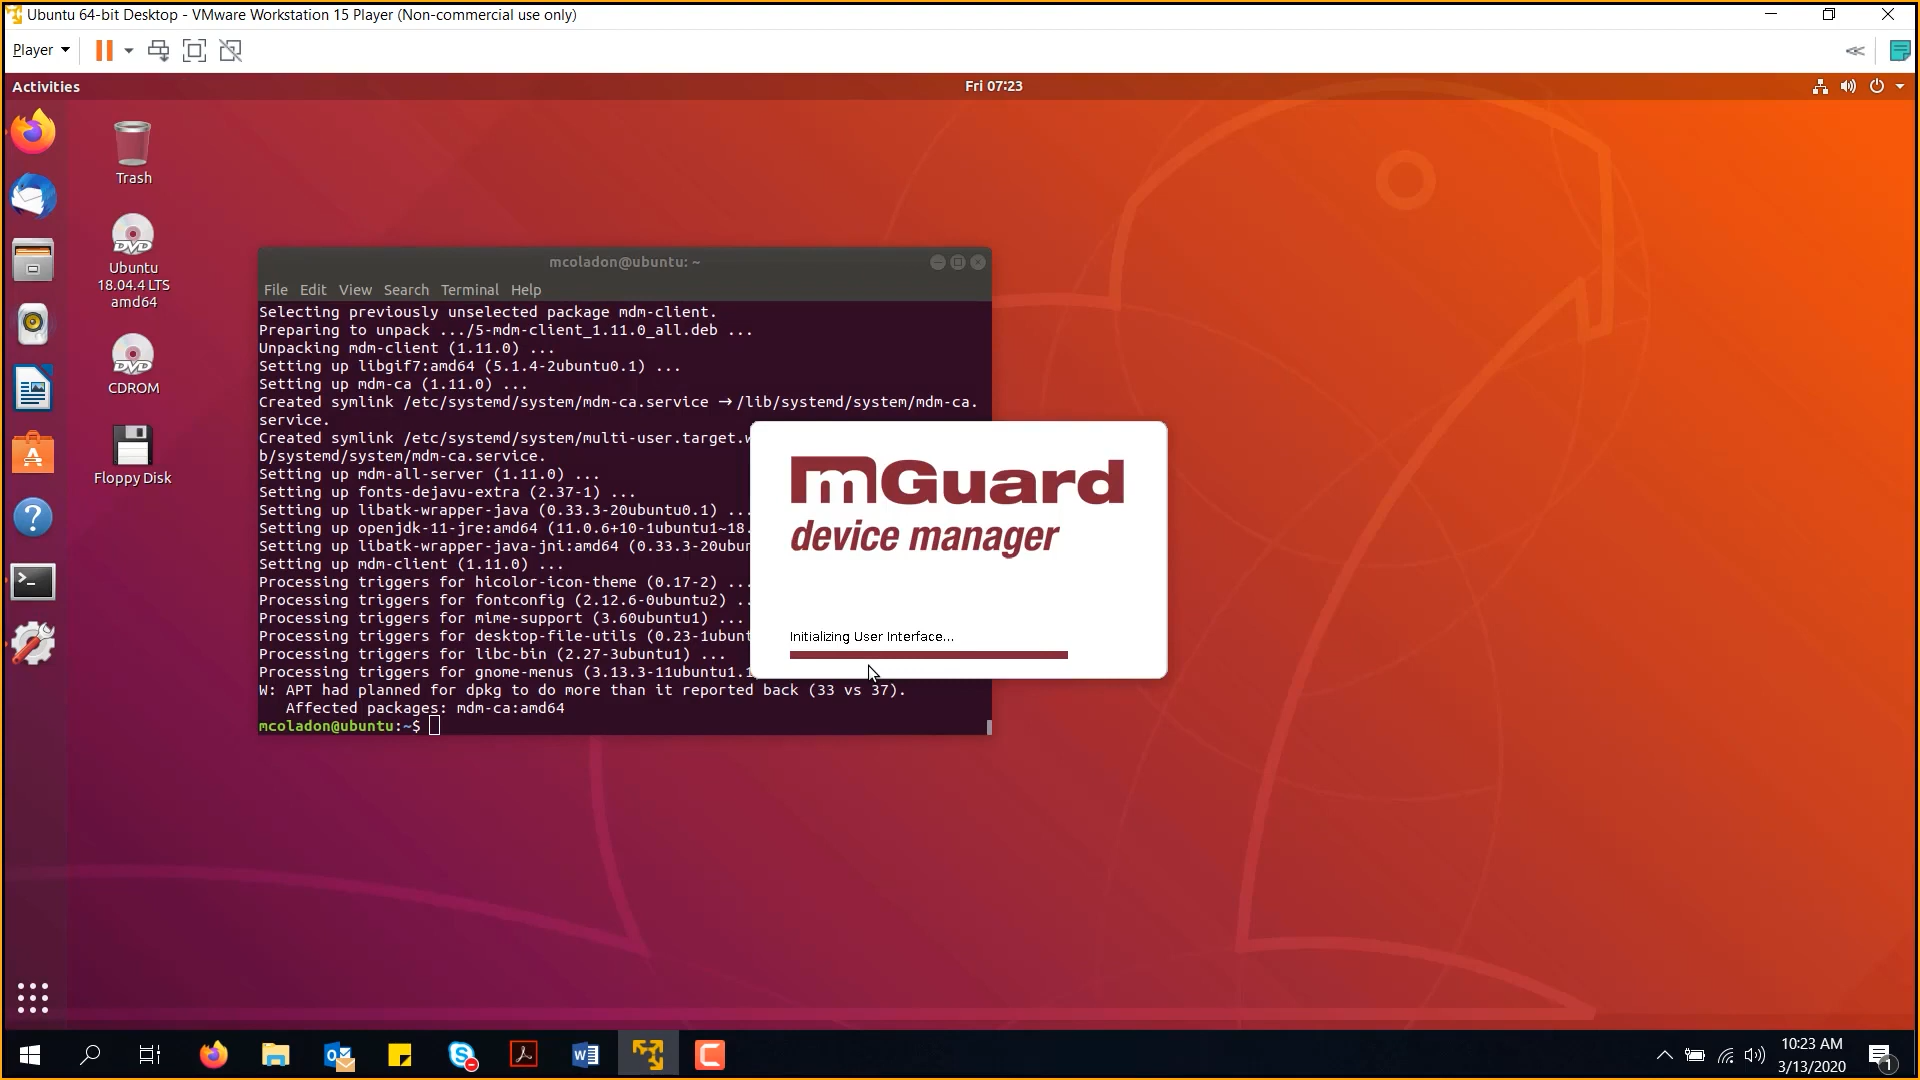 Ubuntu 64-bit Desktop - VMware Workstation 15 Player (Non-commercial use only)
Player
Activities
Fri 07:23
Trash
DVD
Ubuntu
18.04.4 LTS
amd64
DVD
CDROM
Floppy Disk
mcoladon@ubuntu: ~
File Edit View Search Terminal Help
Selecting previously unselected package mdm-client.
Preparing to unpack .../5-mdm-client_1.11.0_all.deb ...
Unpacking mdm-client (1.11.0) ...
Setting up libgif7:amd64 (5.1.4-2ubuntu0.1) ...
Setting up mdm-ca (1.11.0) ...
Created symlink /etc/systemd/system/mdm-ca.service → /lib/systemd/system/mdm-ca.
service.
Created symlink /etc/systemd/system/multi-user.target.w
b/systemd/system/mdm-ca.service.
Setting up mdm-all-server (1.11.0) ...
Setting up fonts-dejavu-extra (2.37-1) ...
Setting up libatk-wrapper-java (0.33.3-20ubuntu0.1) ...
Setting up openjdk-11-jre:amd64 (11.0.6+10-1ubuntu1~18.
Setting up libatk-wrapper-java-jni:amd64 (0.33.3-20ubun
Setting up mdm-client (1.11.0) ...
Processing triggers for hicolor-icon-theme (0.17-2) ...
Processing triggers for fontconfig (2.12.6-0ubuntu2) ..
Processing triggers for mime-support (3.60ubuntu1) ...
Processing triggers for desktop-file-utils (0.23-1ubunt
Processing triggers for libc-bin (2.27-3ubuntu1) ...
Processing triggers for gnome-menus (3.13.3-11ubuntu1.1
W: APT had planned for dpkg to do more than it reported back (33 vs 37).
Affected packages: mdm-ca:amd64
mcoladon@ubuntu:~$
mGuard
device manager
Initializing User Interface...
10:23 AM
3/13/2020
1